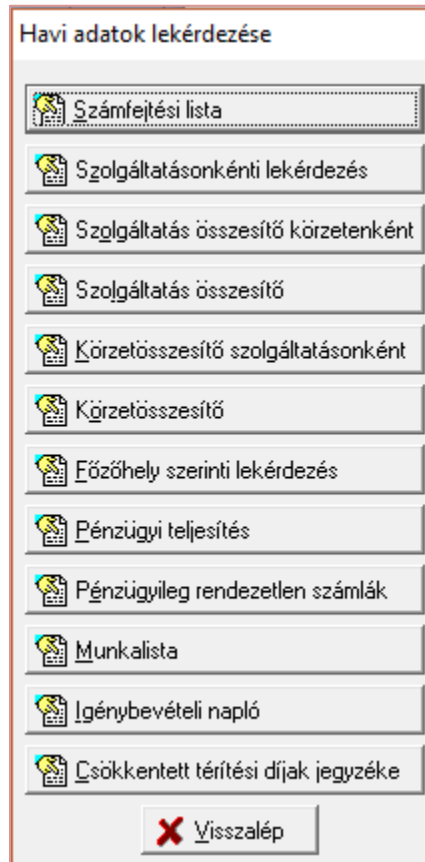 Havi adatok lekérdezése
Számfejtési lista
Szolgáltatásonkénti lekérdezés
Szolgáltatás összesítő körzetenként
Szolgáltatás összesítő
Körzetösszesítő szolgáltatásonként
Körzetösszesítő
Főzőhely szerinti lekérdezés
Pénzügyi teljesítés
Pénzügyileg rendezetlen számlák
Munkalista
Igénybevételi napló
Csökkentett térítési díjak jegyzéke
Visszalép